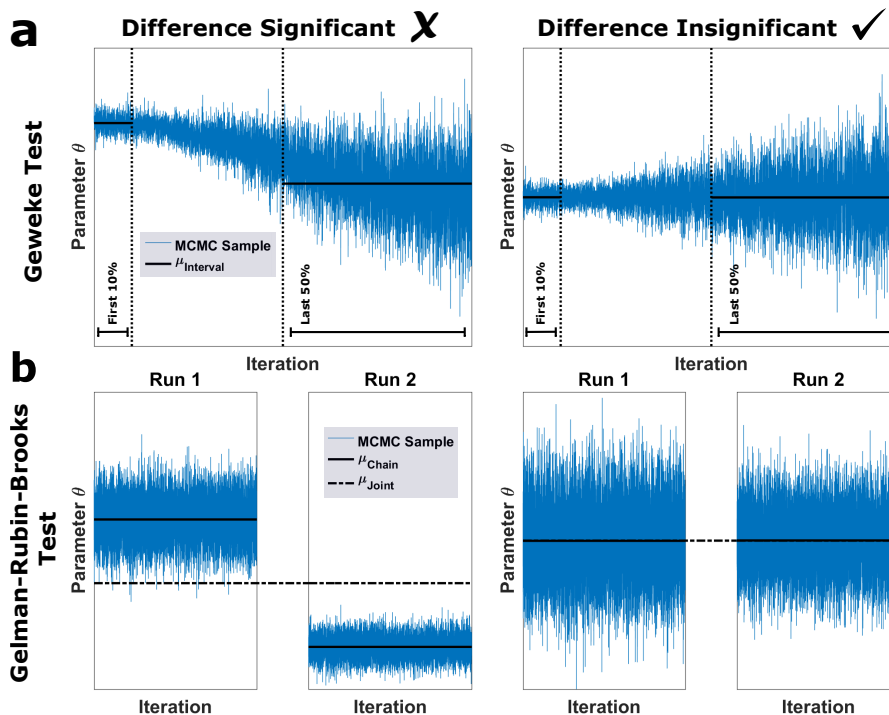 a
Difference Significant ✗
Difference Insignificant ✓
Geweke Test
Parameter θ
MCMC Sample
μInterval
First 10%
Last 50%
Iteration
Parameter θ
First 10%
Last 50%
Iteration
b
Gelman-Rubin-Brooks
Test
Run 1
Run 2
Run 1
Run 2
Parameter θ
MCMC Sample
μChain
μJoint
Parameter θ
Iteration
Iteration
Iteration
Iteration